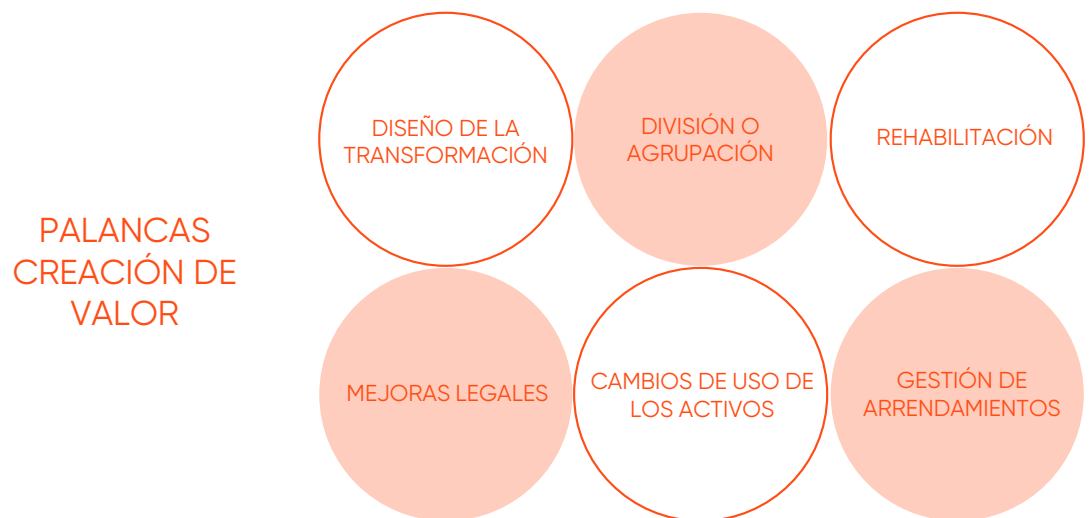 PALANCAS
CREACIÓN DE
VALOR
DISEÑO DE LA
TRANSFORMACIÓN
DIVISIÓN O
AGRUPACIÓN
REHABILITACIÓN
MEJORAS LEGALES
CAMBIOS DE USO DE
LOS ACTIVOS
GESTIÓN DE
ARRENDAMIENTOS